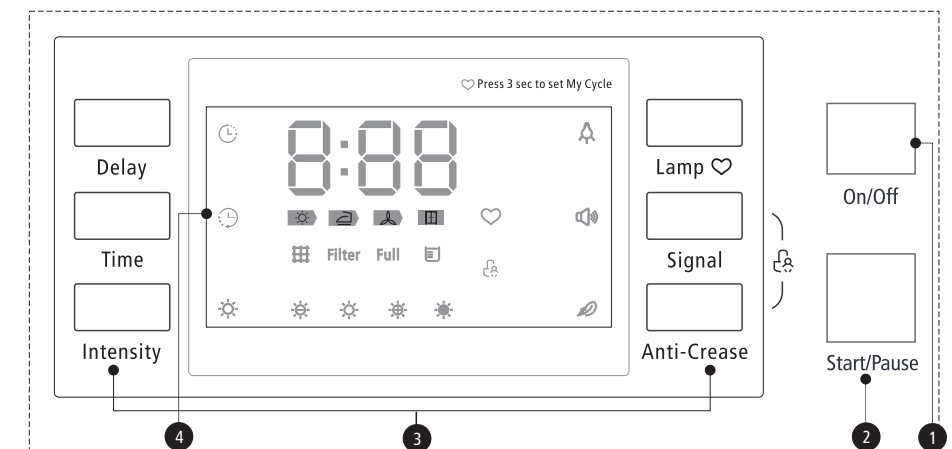 ♡ Press 3 sec to set My Cycle
8:88
Delay
Lamp ♡
On/Off
Time
Filter Full
Signal
Intensity
Anti-Crease
Start/Pause
4
3
2
1